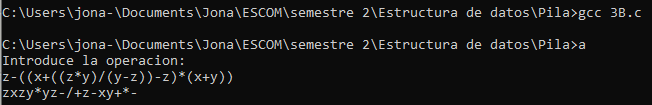 C:\Users\jona-\Documents\Jona\ESCOM\semestre 2\Estructura de datos\Pila>gcc 3B.c
C:\Users\jona-\Documents\Jona\ESCOM\semestre 2\Estructura de datos\Pila>a
Introduce la operacion:
z-((x+((z*y)/(y-z))-z)*(x+y))
zxzy*yz-/+z-xy+*-